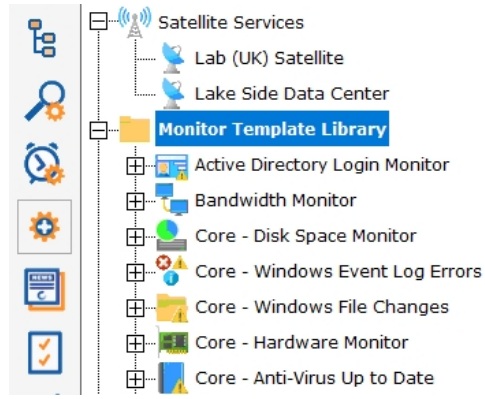 Satellite Services
Lab (UK) Satellite
Lake Side Data Center
Monitor Template Library
Active Directory Login Monitor
Bandwidth Monitor
Core - Disk Space Monitor
Core - Windows Event Log Errors
Core - Windows File Changes
Core - Hardware Monitor
Core - Anti-Virus Up to Date
NEWS